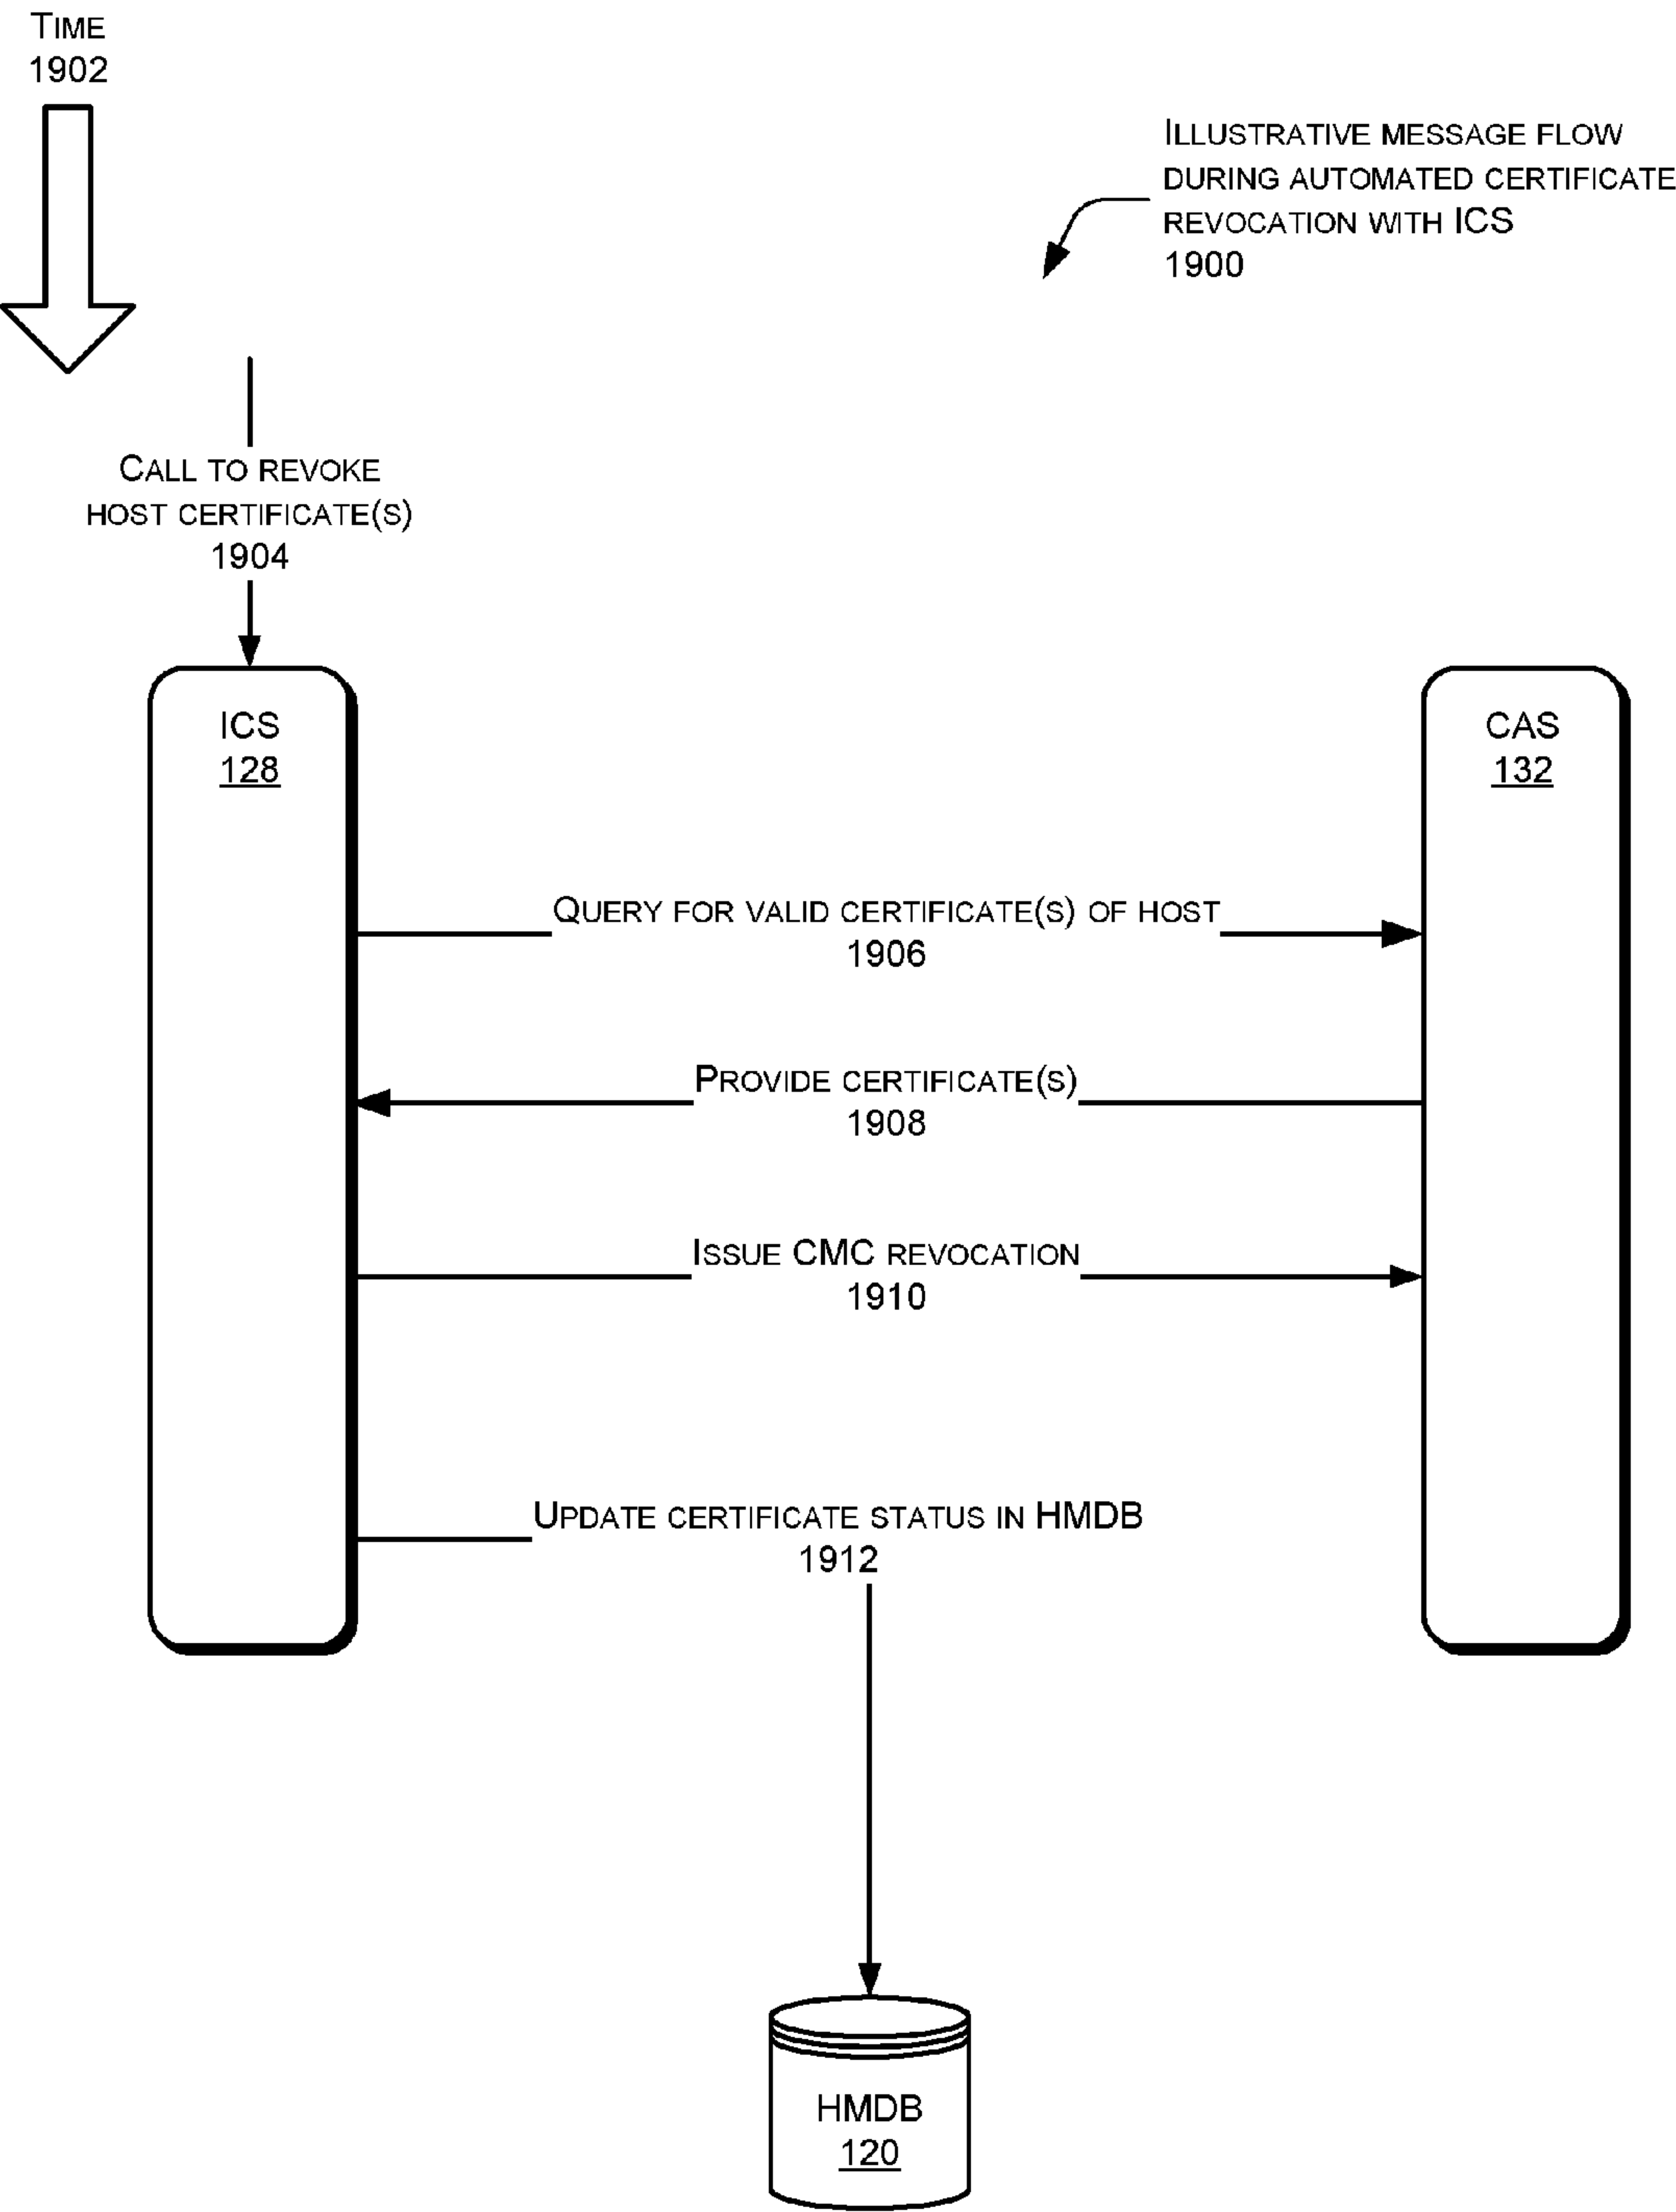 TIME
1902
ILLUSTRATIVE MESSAGE FLOW
DURING AUTOMATED CERTIFICATE
REVOCATION WITH ICS
1900
CALL TO REVOKE
HOST CERTIFICATE(S)
1904
ICS
128
CAS
132
QUERY FOR VALID CERTIFICATE(S) OF HOST
1906
PROVIDE CERTIFICATE(S)
1908
ISSUE CMC REVOCATION
1910
UPDATE CERTIFICATE STATUS IN HMDB
1912
HMDB
120